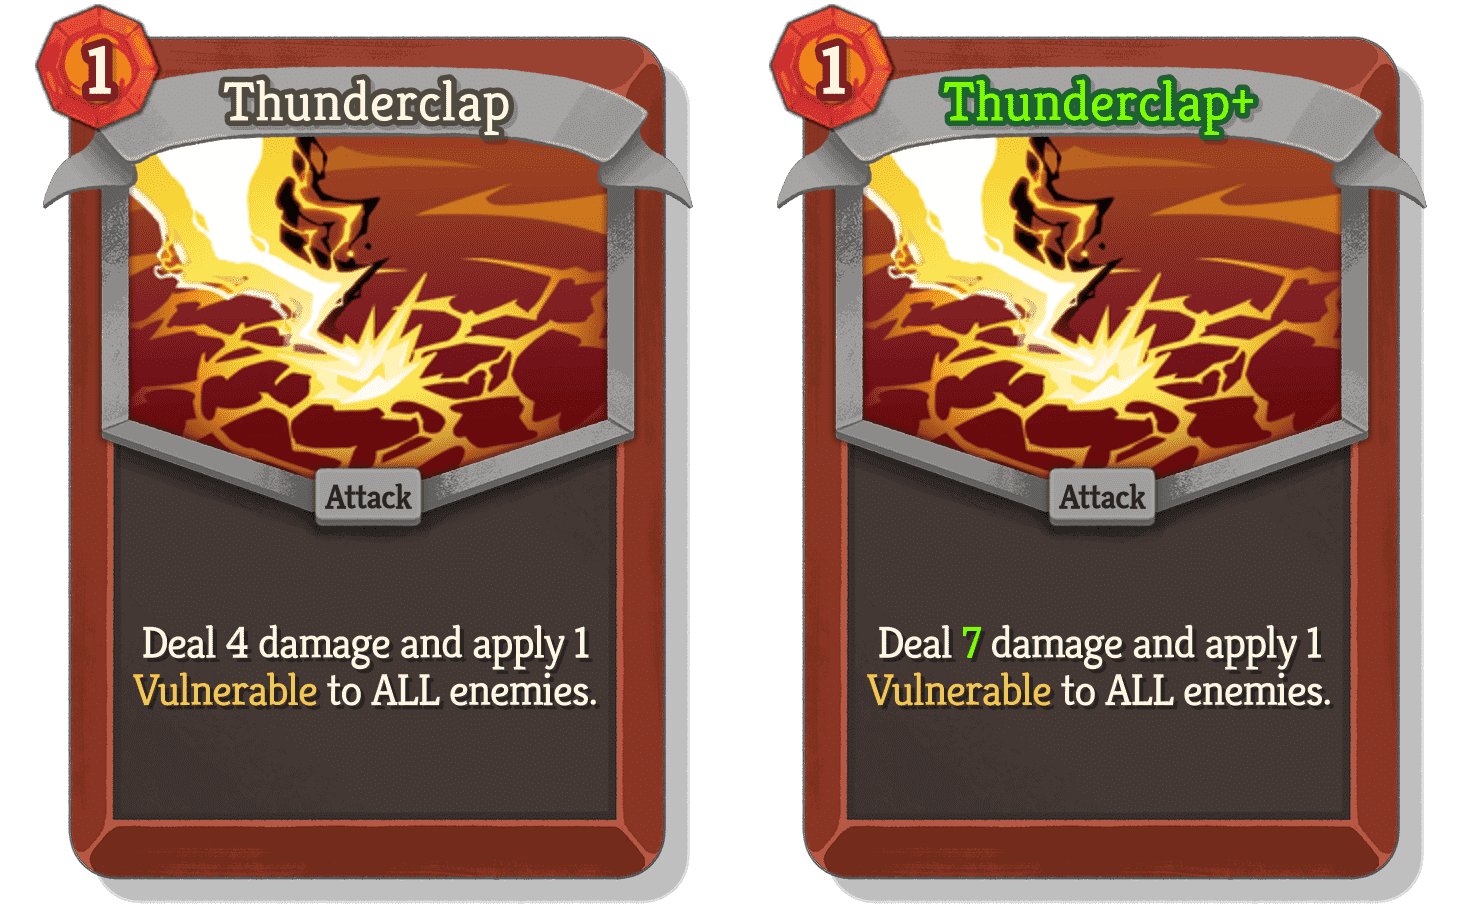 1
Thunderclap
Attack
Deal 4 damage and apply 1
Vulnerable to ALL enemies.
1
Thunderclap+
Attack
Deal 7 damage and apply 1
Vulnerable to ALL enemies.